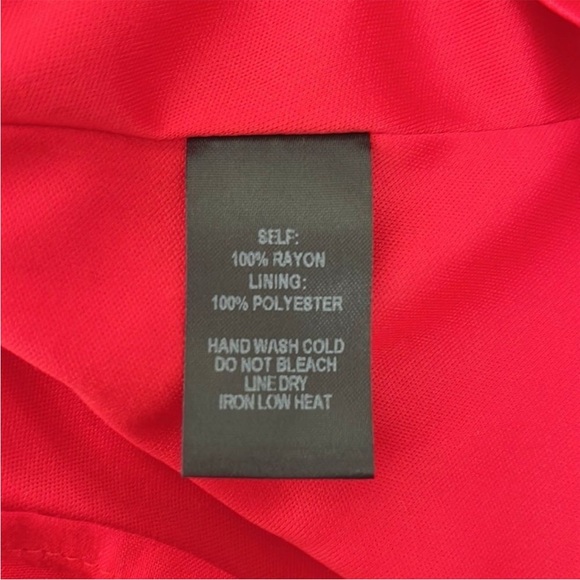 SELF:
100% RAYON
LINING:
100% POLYESTER
HAND WASH COLD
DO NOT BLEACH
LINE DRY
IRON LOW HEAT